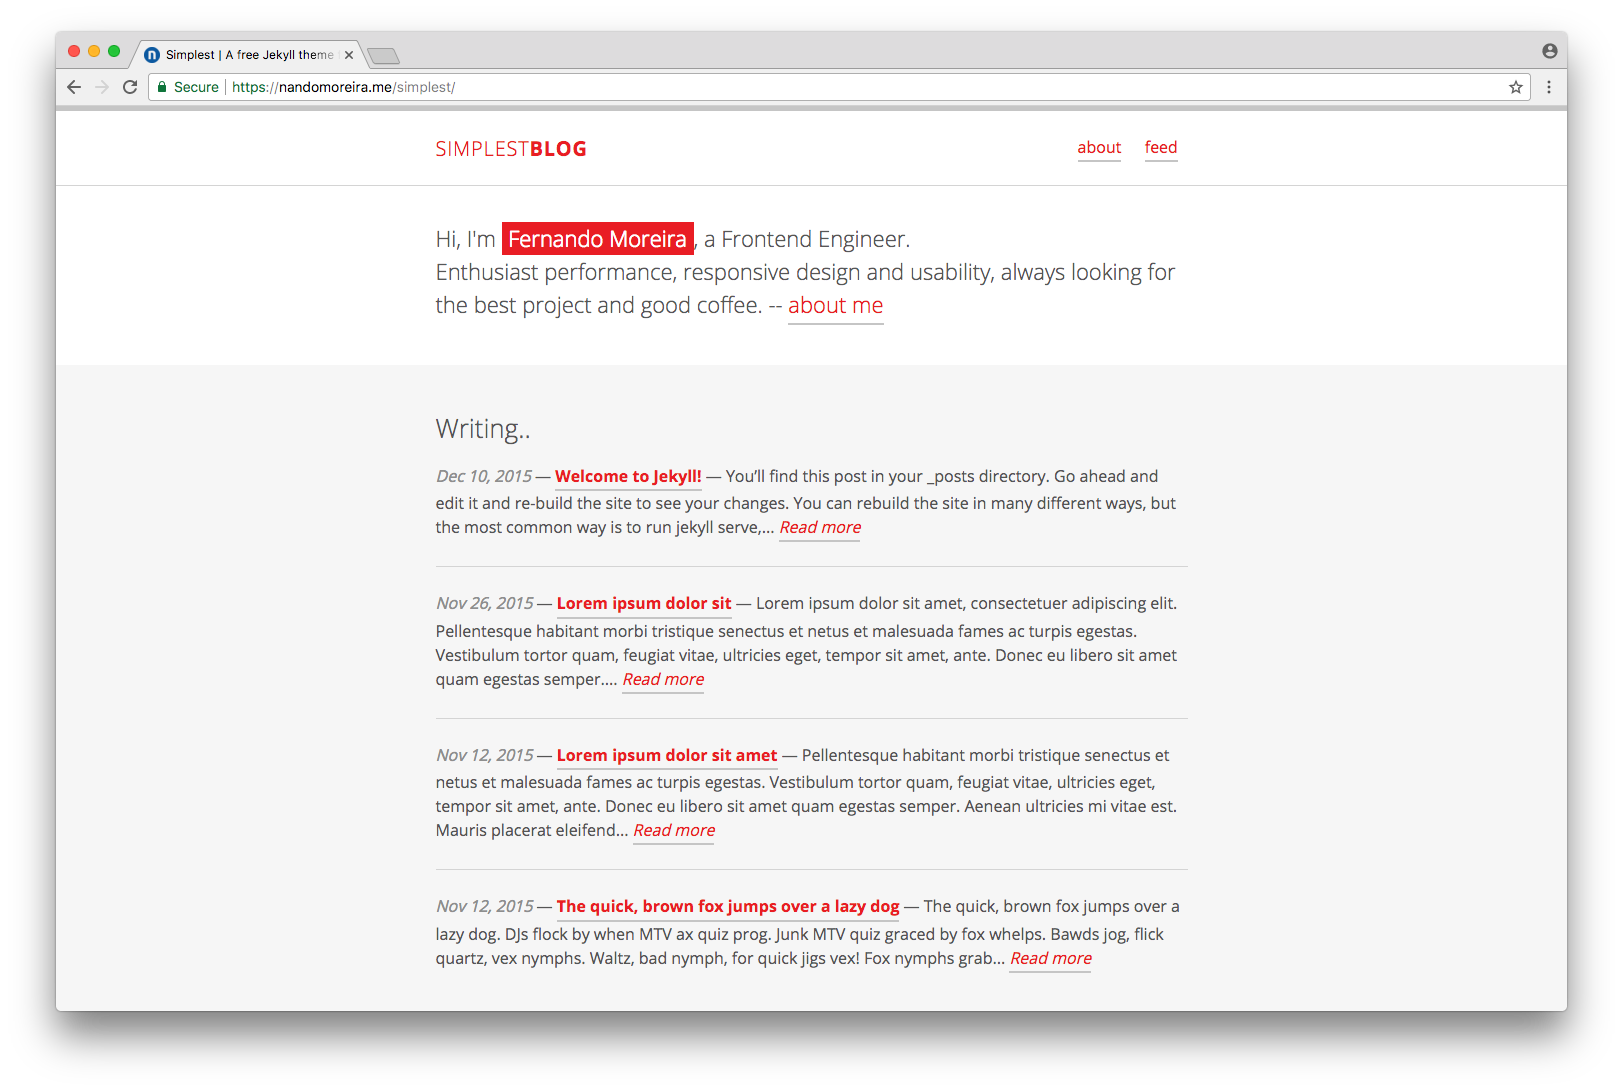 Simplest | A free Jekyll theme
Secure https://nandomoreira.me/simplest/
SIMPLESTBLOG about feed
Hi, I'm Fernando Moreira, a Frontend Engineer.
Enthusiast performance, responsive design and usability, always looking for
the best project and good coffee. -- about me
Writing..
Dec 10, 2015 — Welcome to Jekyll! — You’ll find this post in your _posts directory. Go ahead and
edit it and re-build the site to see your changes. You can rebuild the site in many different ways, but
the most common way is to run jekyll serve,... Read more
Nov 26, 2015 — Lorem ipsum dolor sit — Lorem ipsum dolor sit amet, consectetuer adipiscing elit.
Pellentesque habitant morbi tristique senectus et netus et malesuada fames ac turpis egestas.
Vestibulum tortor quam, feugiat vitae, ultricies eget, tempor sit amet, ante. Donec eu libero sit amet
quam egestas semper.... Read more
Nov 12, 2015 — Lorem ipsum dolor sit amet — Pellentesque habitant morbi tristique senectus et
netus et malesuada fames ac turpis egestas. Vestibulum tortor quam, feugiat vitae, ultricies eget,
tempor sit amet, ante. Donec eu libero sit amet quam egestas semper. Aenean ultricies mi vitae est.
Mauris placerat eleifend... Read more
Nov 12, 2015 — The quick, brown fox jumps over a lazy dog — The quick, brown fox jumps over a
lazy dog. DJs flock by when MTV ax quiz prog. Junk MTV quiz graced by fox whelps. Bawds jog, flick
quartz, vex nymphs. Waltz, bad nymph, for quick jigs vex! Fox nymphs grab... Read more